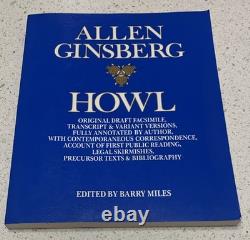 ALLEN
GINSBERG
HOWL
ORIGINAL DRAFT FACSIMILE,
TRANSCRIPT & VARIANT VERSIONS,
FULLY ANNOTATED BY AUTHOR,
WITH CONTEMPORANEOUS CORRESPONDENCE,
ACCOUNT OF FIRST PUBLIC READING,
LEGAL SKIRMISHES,
PRECURSOR TEXTS & BIBLIOGRAPHY
EDITED BY BARRY MILES
© thebooks